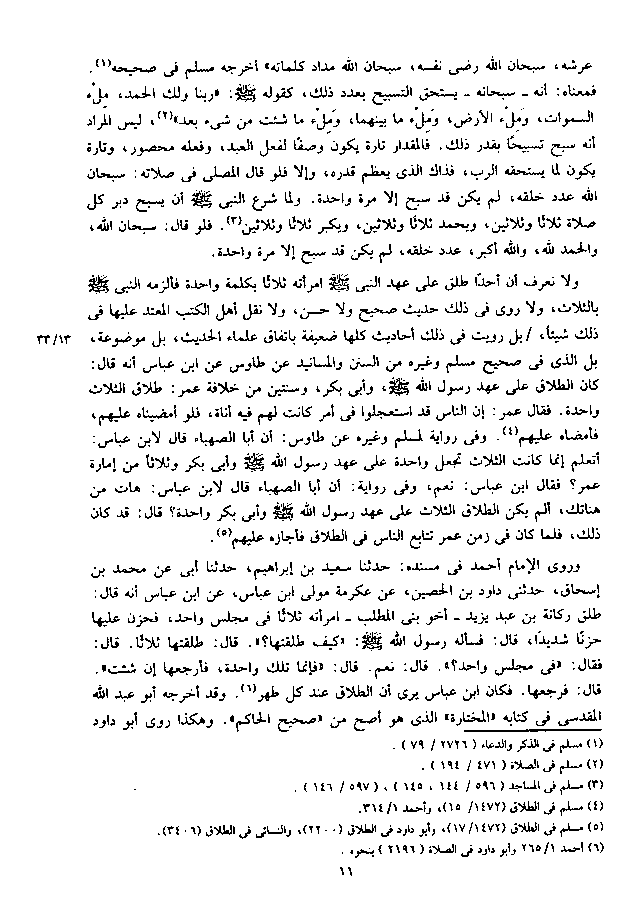 عرشه، سبحان الله رضى نفسه، سبحان الله مداد كلماته» أخرجه مسلم فى صحيحه(١).
فمعناه: أنه ـ سبحانه ـ يستحق التسبيح بعدد ذلك، كقوله ﷺ: «ربنا ولك الحمد، مِلْء
السموات، ومِلْء الأرض، ومِلْء ما بينهما، ومِلْء ما شئت من شىء بعد»(٢)، ليس المراد
أنه سبح تسبيحًا بقدر ذلك. فالمقدار تارة يكون وصفًا لفعل العبد، وفعله محصور، وتارة
يكون لما يستحقه الرب، فذاك الذى يعظم قدره، وإلا فلو قال المصلى فى صلاته: سبحان
الله عدد خلقه، لم يكن قد سبح إلا مرة واحدة. ولما شرع النبى ﷺ أن يسبح دبر كل
صلاة ثلاثًا وثلاثين، ويحمد ثلاثًا وثلاثين، ويكبر ثلاثًا وثلاثين(٣). فلو قال: سبحان الله،
والحمد لله، والله أكبر، عدد خلقه، لم يكن قد سبح إلا مرة واحدة.
ولا نعرف أن أحدًا طلق على عهد النبى ﷺ امرأته ثلاثًا بكلمة واحدة فألزمه النبى ﷺ
بالثلاث، ولا روى فى ذلك حديث صحيح ولا حسن، ولا نقل أهل الكتب المعتمد عليها فى
ذلك شيئًا، / بل رويت فى ذلك أحاديث كلها ضعيفة باتفاق علماء الحديث، بل موضوعة، ٣٣/١٣
بل الذى فى صحيح مسلم وغيره من السنن والمسانيد عن طاوس عن ابن عباس أنه قال:
كان الطلاق على عهد رسول الله ﷺ، وأبى بكر، وسنتين من خلافة عمر: طلاق الثلاث
واحدة. فقال عمر: إن الناس قد استعجلوا فى أمر كانت لهم فيه أناة، فلو أمضيناه عليهم،
فأمضاه عليهم(٤). وفى رواية لمسلم وغيره عن طاوس: أن أبا الصهباء قال لابن عباس:
أتعلم إنما كانت الثلاث تجعل واحدة على عهد رسول الله ﷺ وأبى بكر وثلاثًا من إمارة
عمر؟ فقال ابن عباس: نعم، وفى رواية: أن أبا الصهباء قال لابن عباس: هات من
هناتك، ألم يكن الطلاق الثلاث على عهد رسول الله ﷺ وأبى بكر واحدة؟ قال: قد كان
ذلك، فلما كان فى زمن عمر تتابع الناس فى الطلاق فأجازه عليهم(٥).
وروى الإمام أحمد فى مسنده: حدثنا سعيد بن إبراهيم، حدثنا أبى عن محمد بن
إسحاق، حدثنى داود بن الحصين، عن عكرمة مولى ابن عباس، عن ابن عباس أنه قال:
طلق ركانة بن عبد يزيد ـ أخو بنى المطلب ـ امرأته ثلاثًا فى مجلس واحد، فحزن عليها
حزنًا شديدًا، قال: فسأله رسول الله ﷺ: «كيف طلقتها؟». قال: طلقتها ثلاثًا. قال:
فقال: «فى مجلس واحد؟». قال: نعم. قال: «فإنما تلك واحدة، فأرجعها إن شئت».
قال: فرجعها. فكان ابن عباس يرى أن الطلاق عند كل طهر(٦). وقد أخرجه أبو عبد الله
المقدسى فى كتابه «المختارة» الذى هو أصح من «صحيح الحاكم». وهكذا روى أبو داود
(١) مسلم فى الذكر والدعاء ( ٢٧٢٦ / ٧٩ ) .
(٢) مسلم فى الصلاة ( ٤٧١ / ١٩٤ ) .
(٣) مسلم فى المساجد ( ٥٩٦ / ١٤٤ ، ١٤٥ ) ، ( ٥٩٧ / ١٤٦ ) .
(٤) مسلم فى الطلاق (١٤٧٢/ ١٥)، وأحمد ٣١٤/١.
(٥) مسلم فى الطلاق (١٧/١٤٧٢)، وأبو داود فى الطلاق (٢٢٠٠)، والنسائى فى الطلاق (٣٤٠٦).
(٦) أحمد ٢٦٥/١ وأبو داود فى الصلاة ( ٢١٩٦ ) بنحوه .
١١